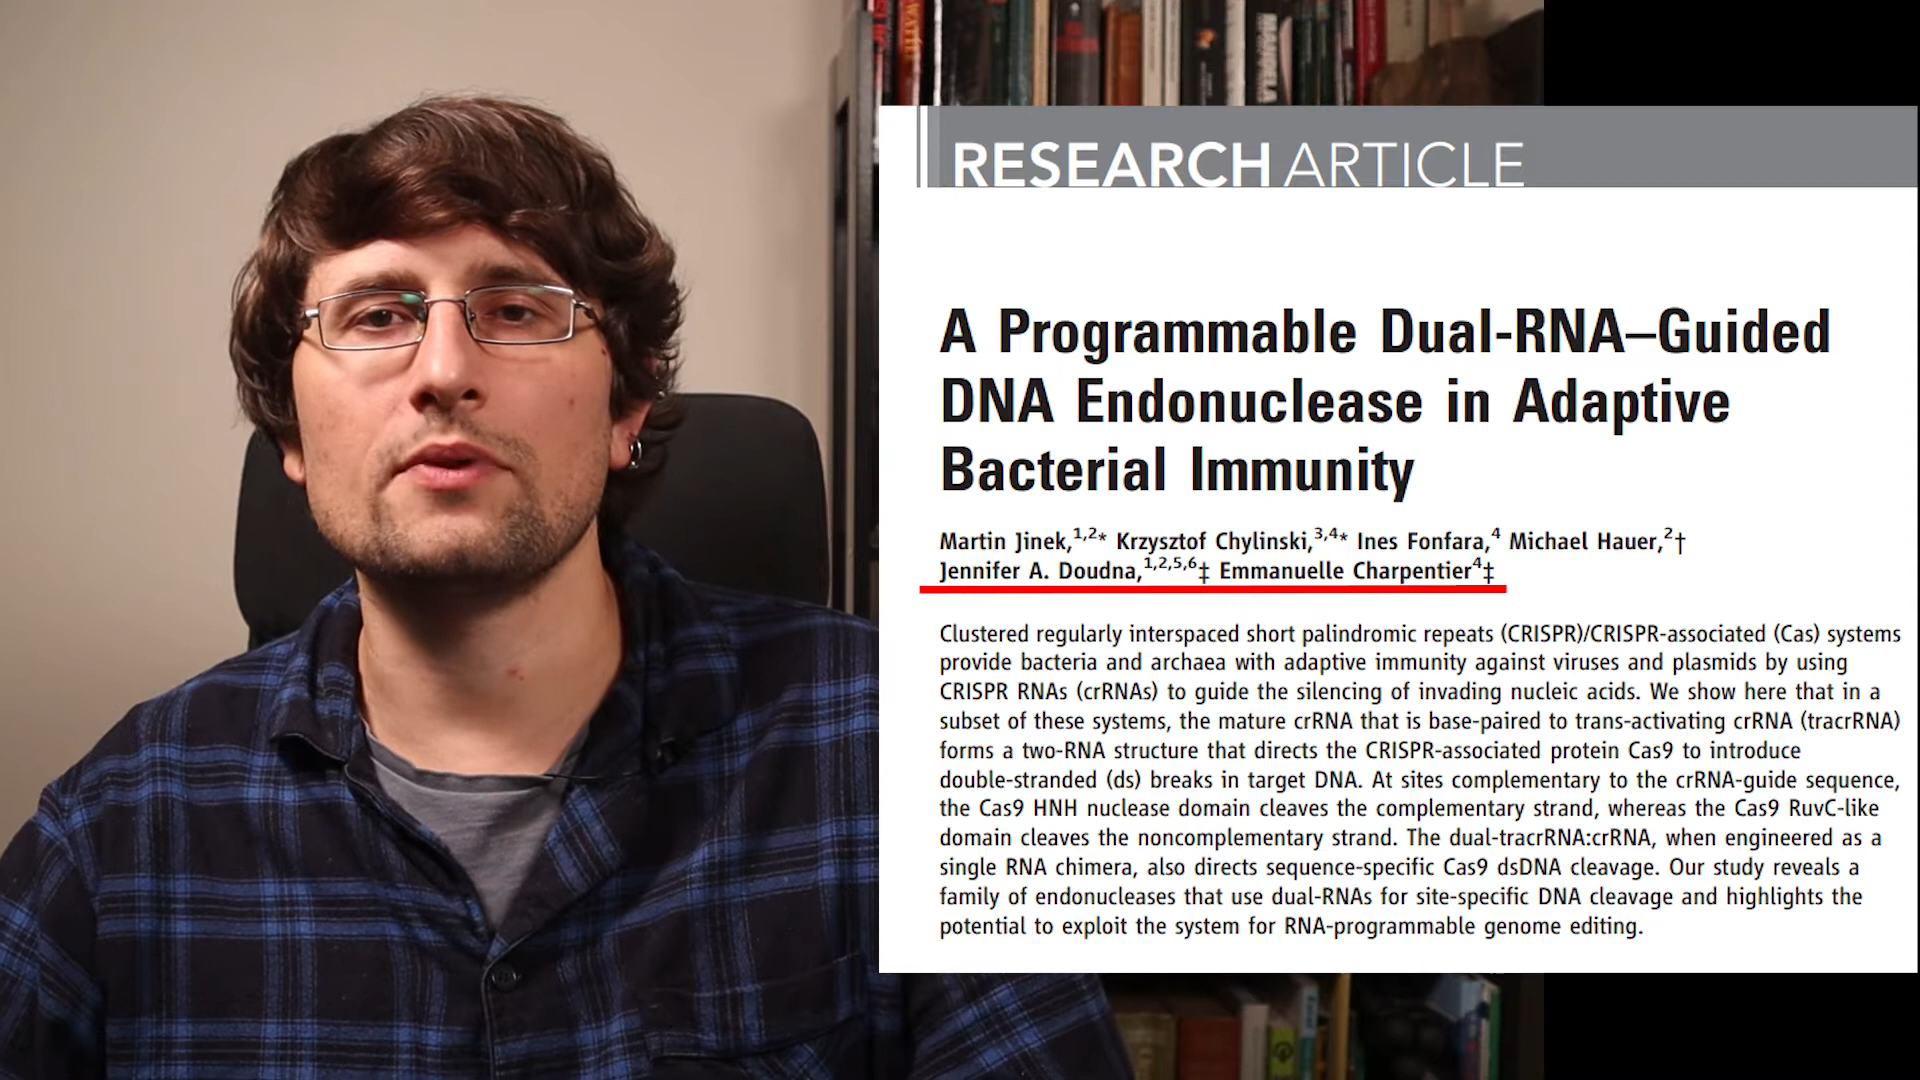 RESEARCH ARTICLE
A Programmable Dual-RNA–Guided
DNA Endonuclease in Adaptive
Bacterial Immunity
Martin Jinek,1,2* Krzysztof Chylinski,3,4* Ines Fonfara,4 Michael Hauer,2†
Jennifer A. Doudna,1,2,5,6‡ Emmanuelle Charpentier4‡
Clustered regularly interspaced short palindromic repeats (CRISPR)/CRISPR-associated (Cas) systems
provide bacteria and archaea with adaptive immunity against viruses and plasmids by using
CRISPR RNAs (crRNAs) to guide the silencing of invading nucleic acids. We show here that in a
subset of these systems, the mature crRNA that is base-paired to trans-activating crRNA (tracrRNA)
forms a two-RNA structure that directs the CRISPR-associated protein Cas9 to introduce
double-stranded (ds) breaks in target DNA. At sites complementary to the crRNA-guide sequence,
the Cas9 HNH nuclease domain cleaves the complementary strand, whereas the Cas9 RuvC-like
domain cleaves the noncomplementary strand. The dual-tracrRNA:crRNA, when engineered as a
single RNA chimera, also directs sequence-specific Cas9 dsDNA cleavage. Our study reveals a
family of endonucleases that use dual-RNAs for site-specific DNA cleavage and highlights the
potential to exploit the system for RNA-programmable genome editing.